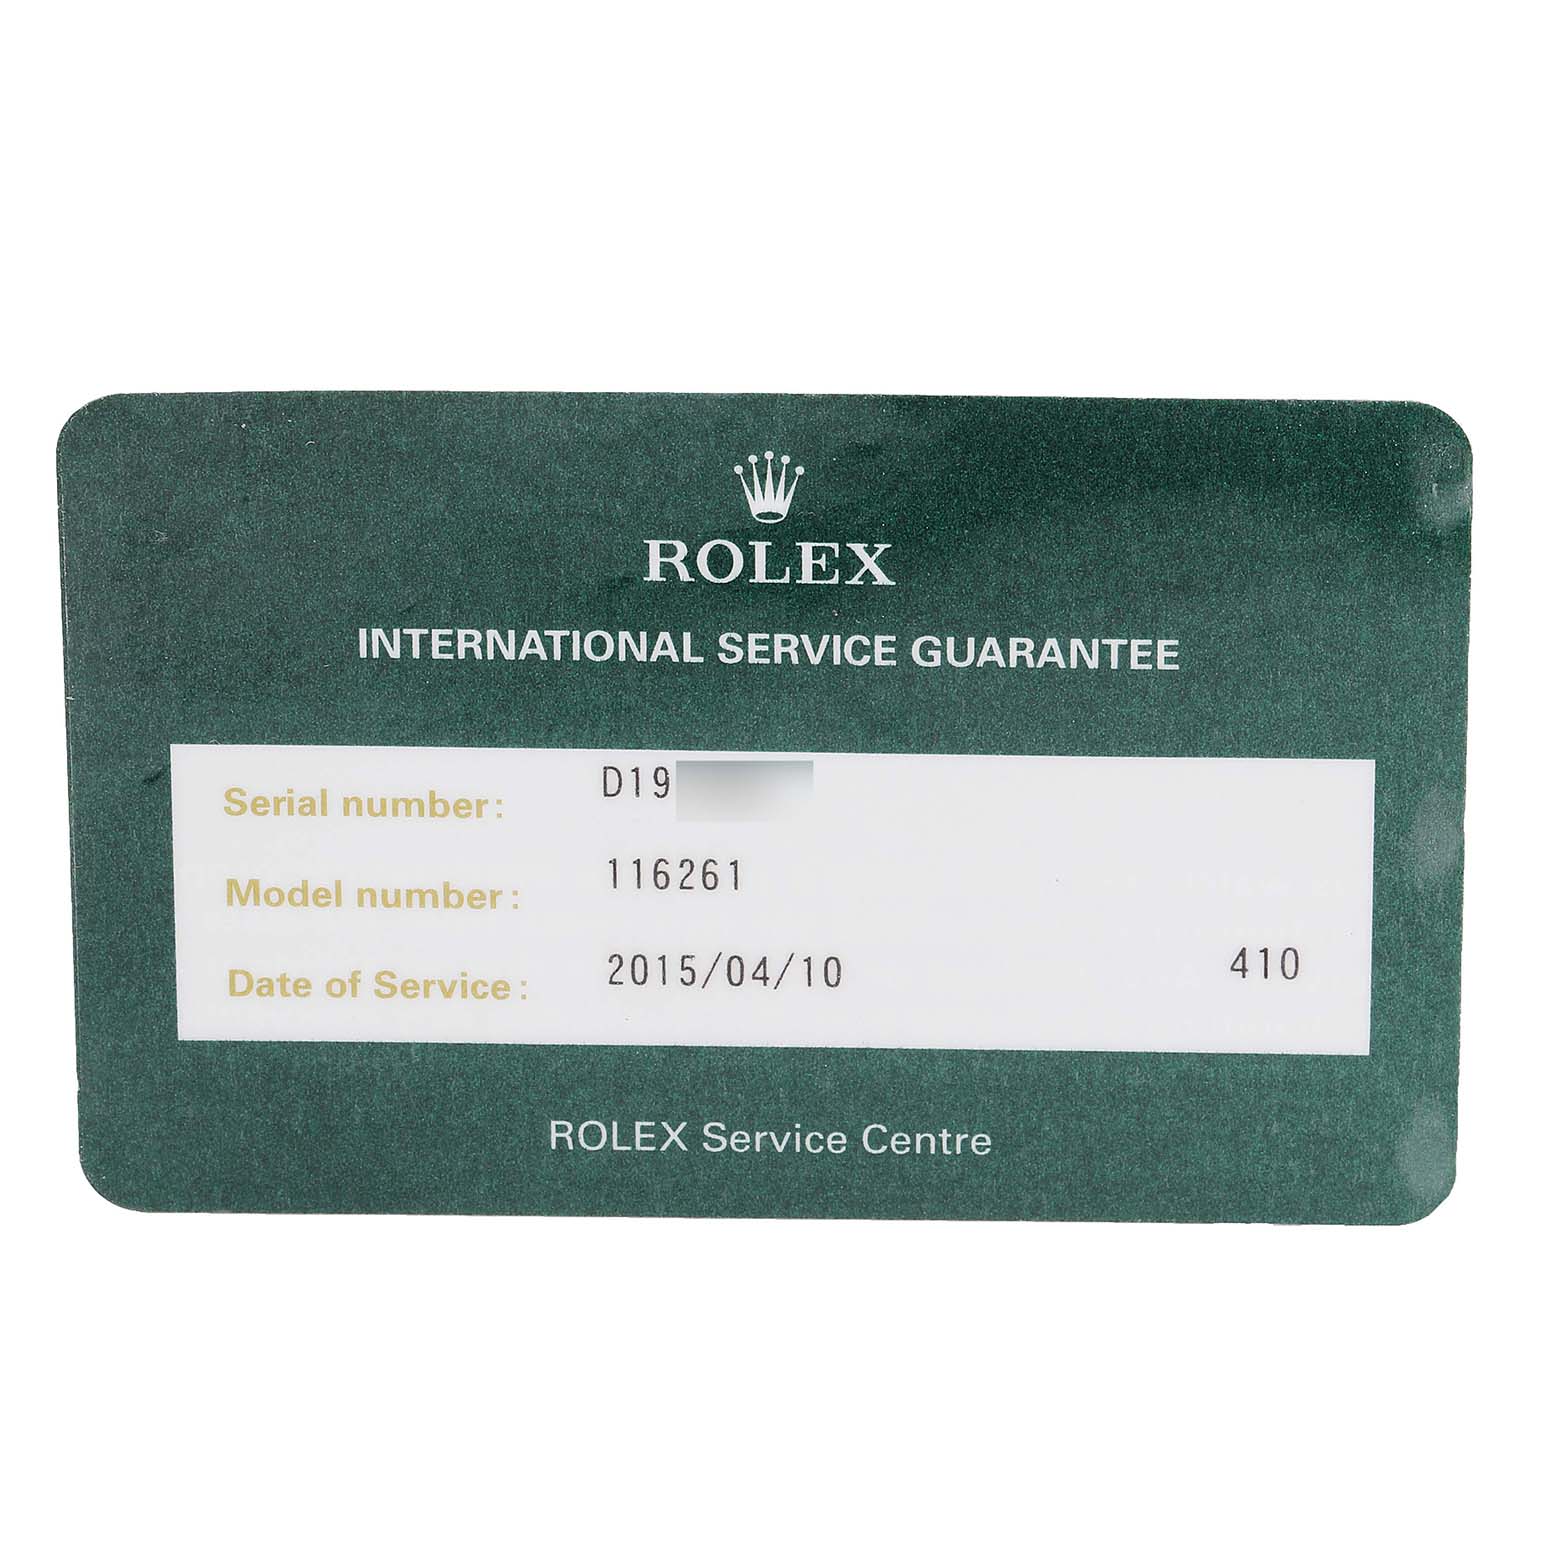 ROLEX
INTERNATIONAL SERVICE GUARANTEE
Serial number: D19
Model number: 116261
Date of Service: 2015/04/10 410
ROLEX Service Centre